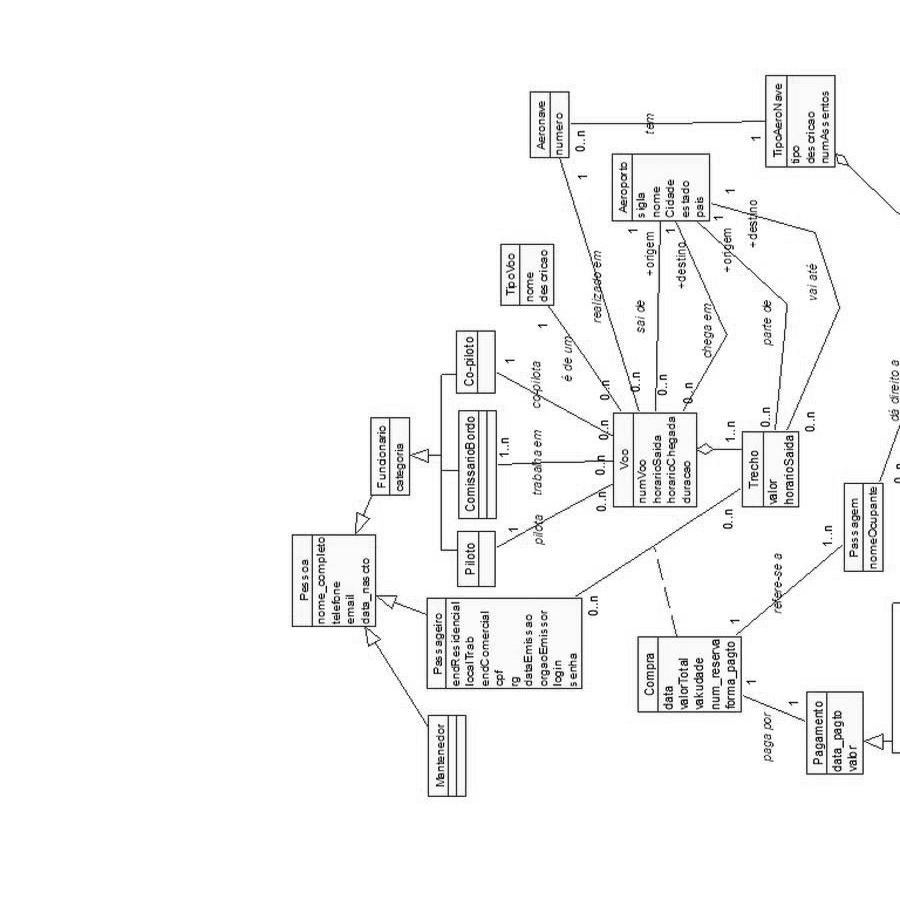 Pessoa
nome_completo
telefone
email
data_nascto
Funcionario
categoria
Mantenedor
Passageiro
endResidencial
localTrab
endComercial
cpf
rg
dataEmissao
orgaoEmissor
login
senha
Piloto
ComissarioBordo
Co-piloto
TipoVoo
nome
descricao
Aeronave
numero
TipoAeroNave
tipo
descricao
numAssentos
Aeroporto
sigla
nome
Cidade
estado
pais
Voo
numVoo
horarioSaida
horarioChegada
duracao
Trecho
valor
horarioSaida
Compra
data
valorTotal
vakudade
num_reserva
forma_pagto
Passagem
nomeOcupante
Pagamento
data_pagto
valor
pilota
1
0..n
trabalha em
1..n
0..n
co-pilota
1
0..n
é de um
1
0..n
realizado em
1
0..n
tem
0..n
1
sai de
1
+origem
0..n
chega em
1
+destino
0..n
parte de
1
+origem
0..n
vai até
1
+destino
0..n
1..n
0..n
0..n
refere-se a
1
1..n
paga por
1
1
dá direito a